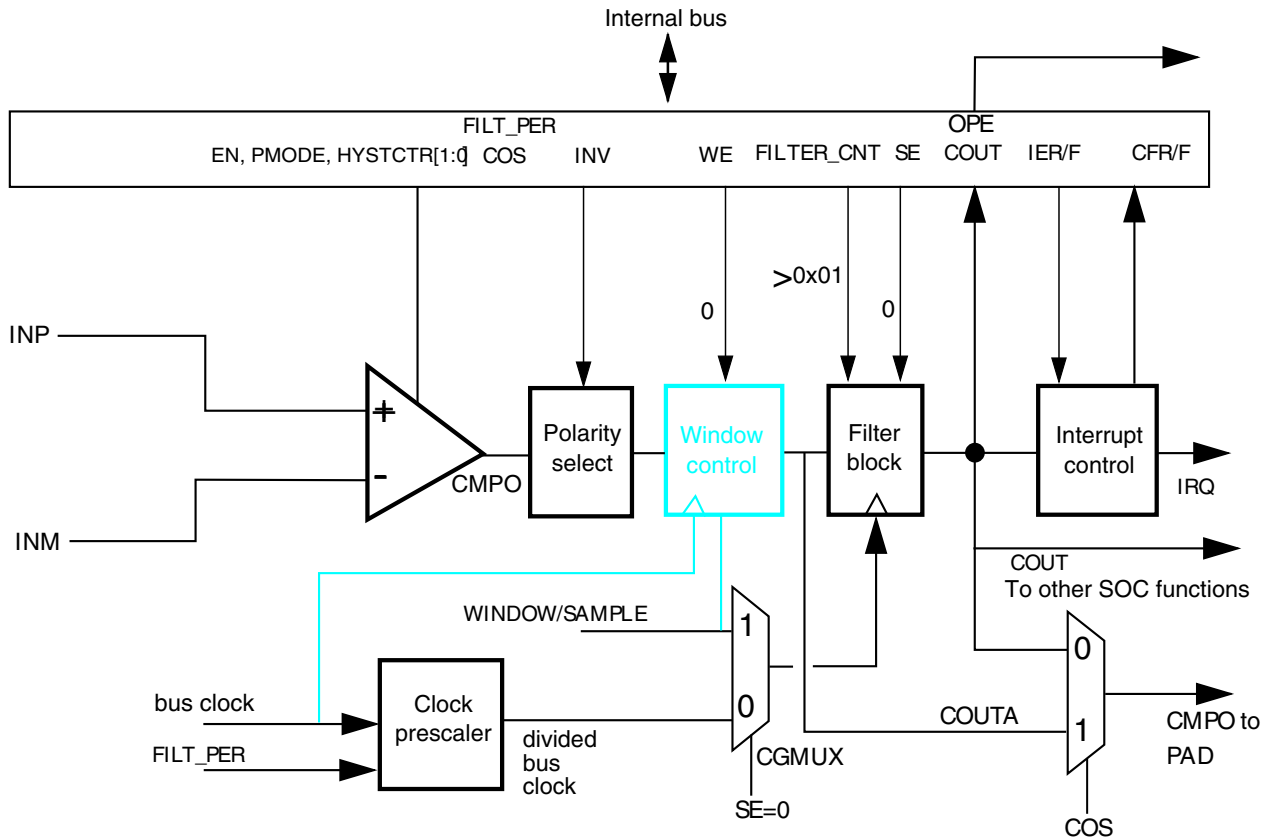 Internal bus
FILT_PER
OPE
EN, PMODE, HYSTCTR[1:0] COS INV WE FILTER_CNT SE COUT IER/F CFR/F
>0x01
0
0
INP
+
-
INM
CMPO
Polarity
select
Window
control
Filter
block
Interrupt
control
IRQ
COUT
To other SOC functions
WINDOW/SAMPLE
1
0
bus clock
FILT_PER
Clock
prescaler
divided
bus
clock
CGMUX
SE=0
COUTA
0
1
CMPO to
PAD
COS